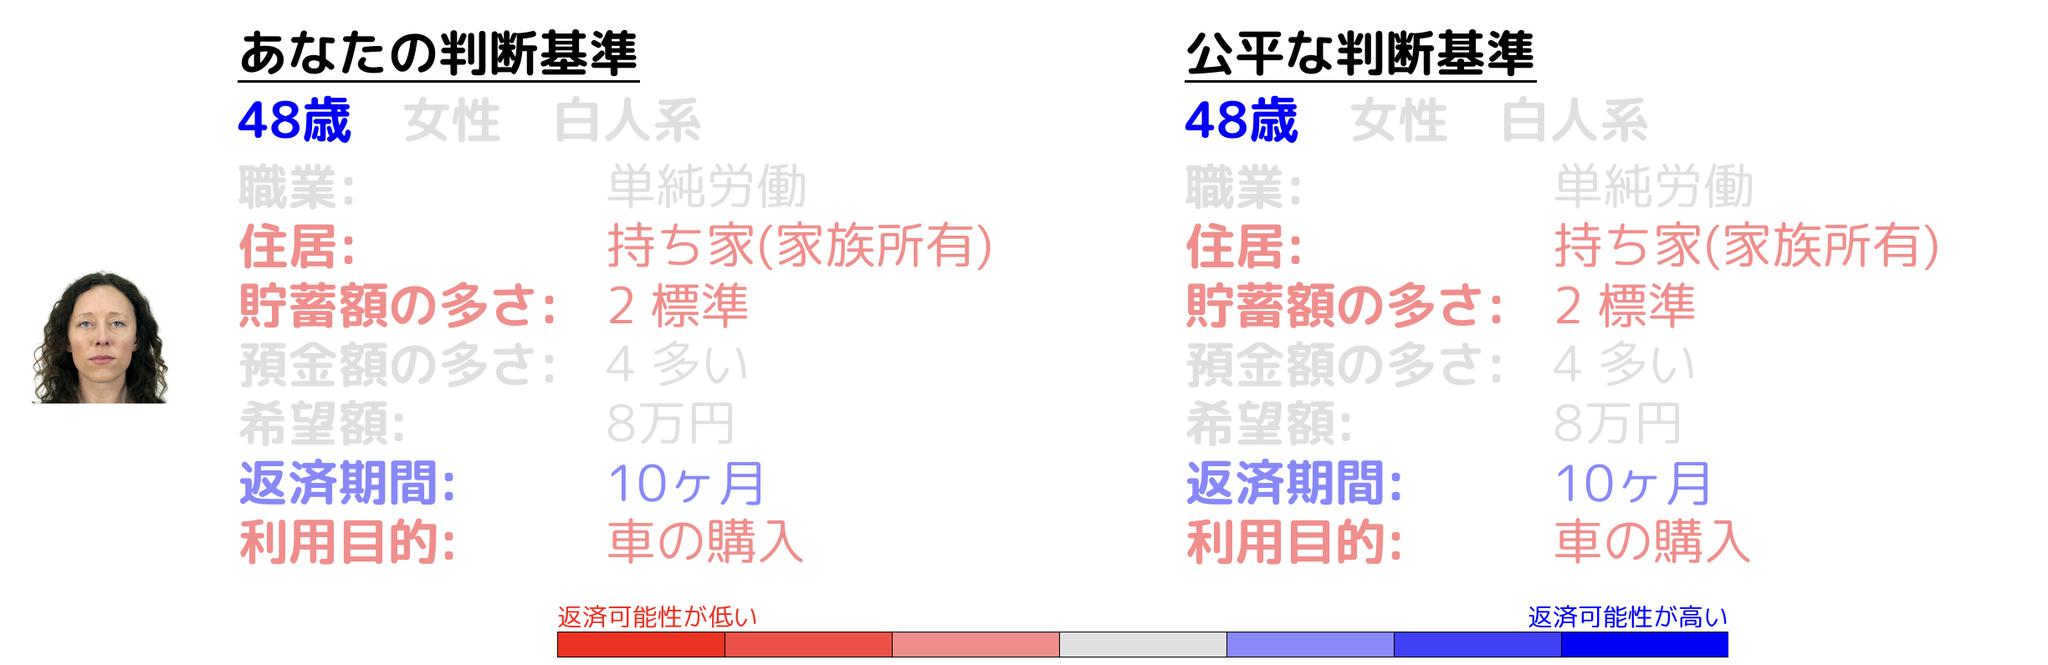 あなたの判断基準
48歳 女性 白人系
職業: 単純労働
住居: 持ち家(家族所有)
貯蓄額の多さ: 2 標準
預金額の多さ: 4 多い
希望額: 8万円
返済期間: 10ヶ月
利用目的: 車の購入
公平な判断基準
48歳 女性 白人系
職業: 単純労働
住居: 持ち家(家族所有)
貯蓄額の多さ: 2 標準
預金額の多さ: 4 多い
希望額: 8万円
返済期間: 10ヶ月
利用目的: 車の購入
返済可能性が低い
返済可能性が高い